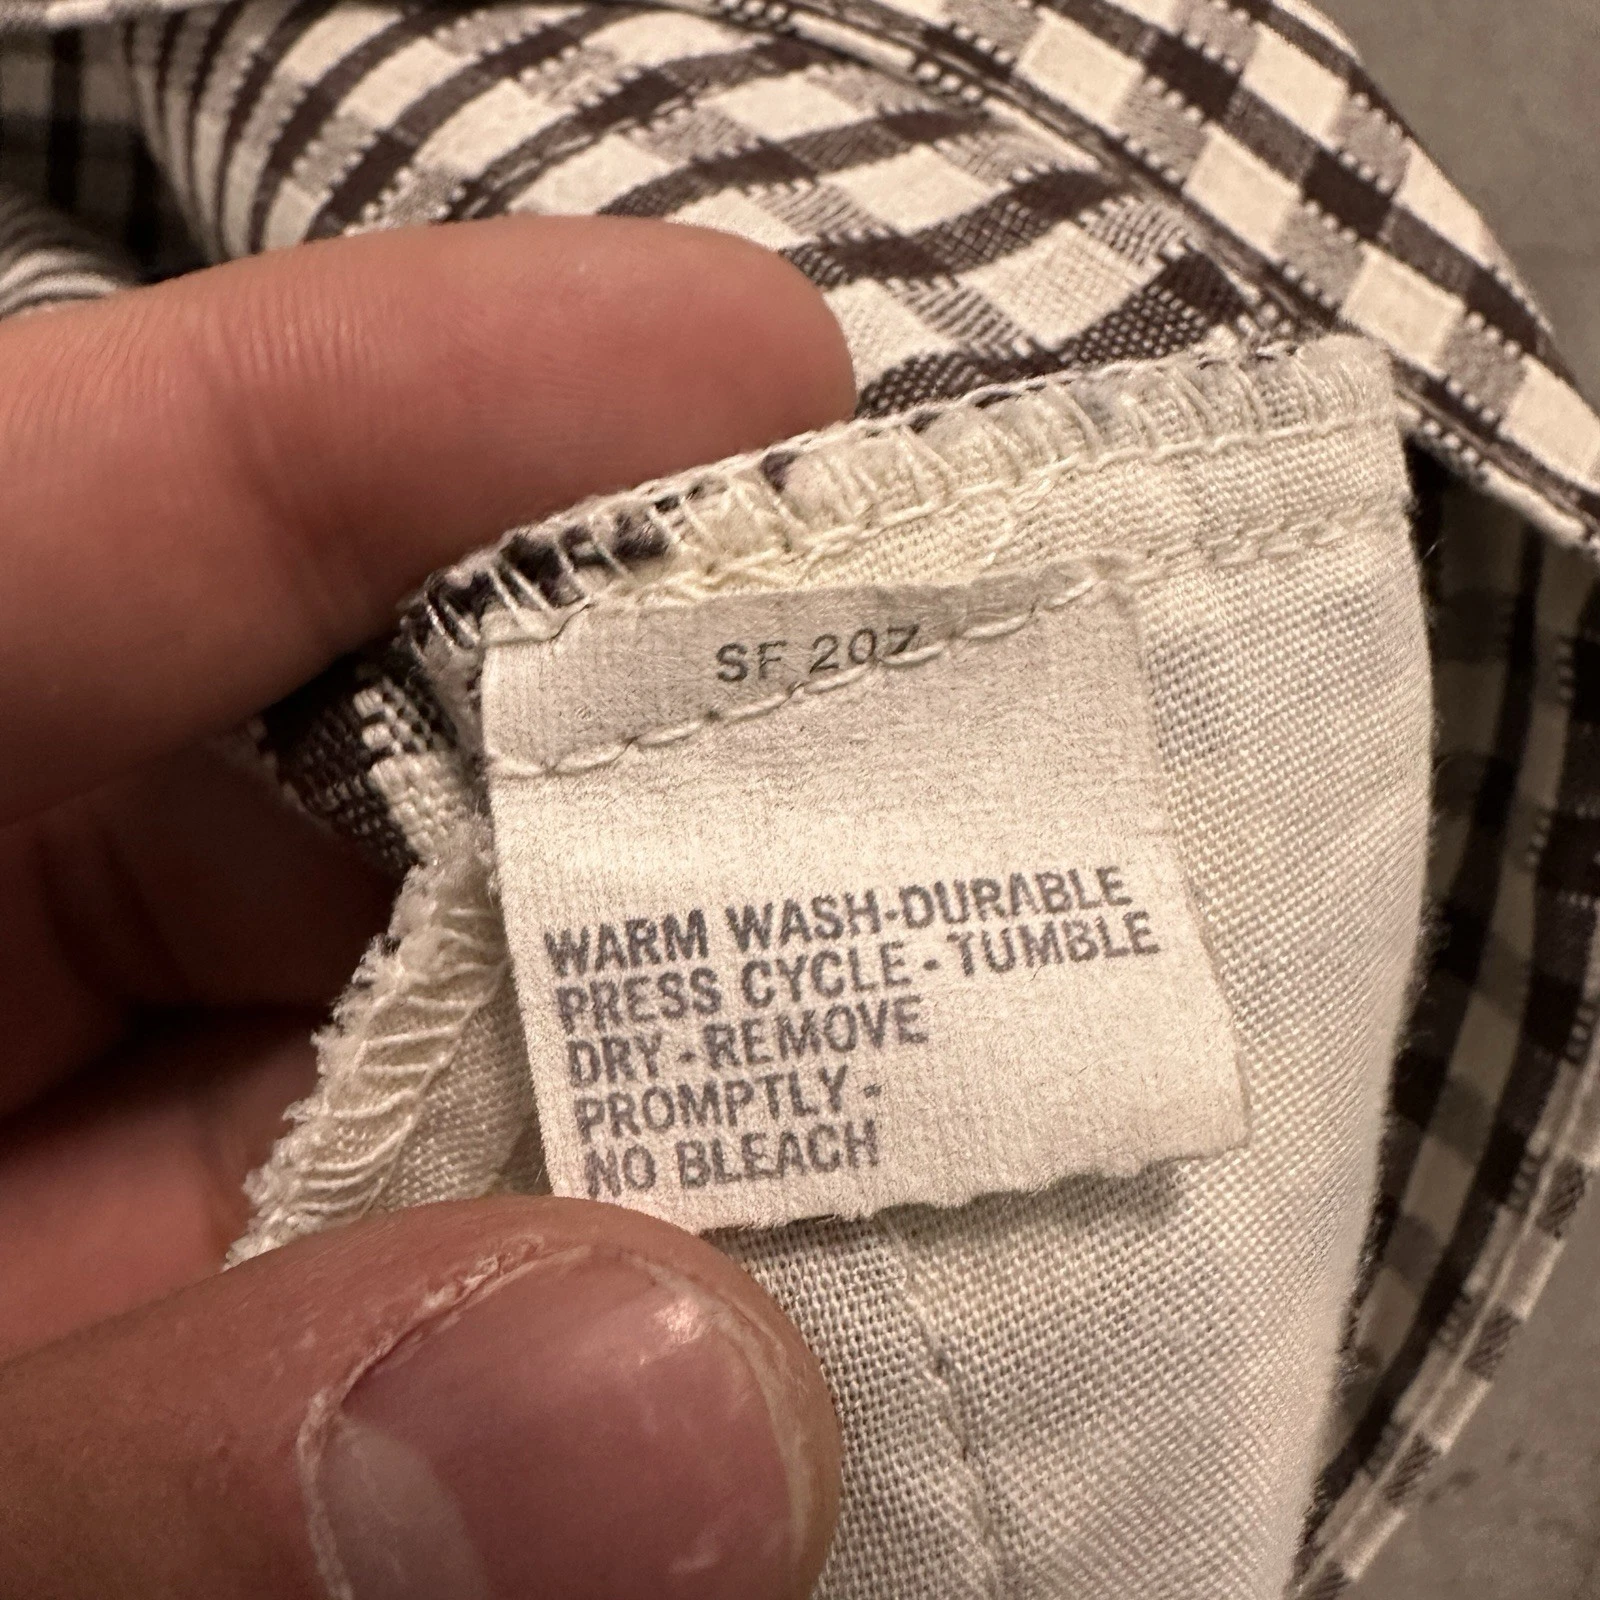 SF 207
WARM WASH-DURABLE
PRESS CYCLE-TUMBLE
DRY-REMOVE
PROMPTLY-
NO BLEACH